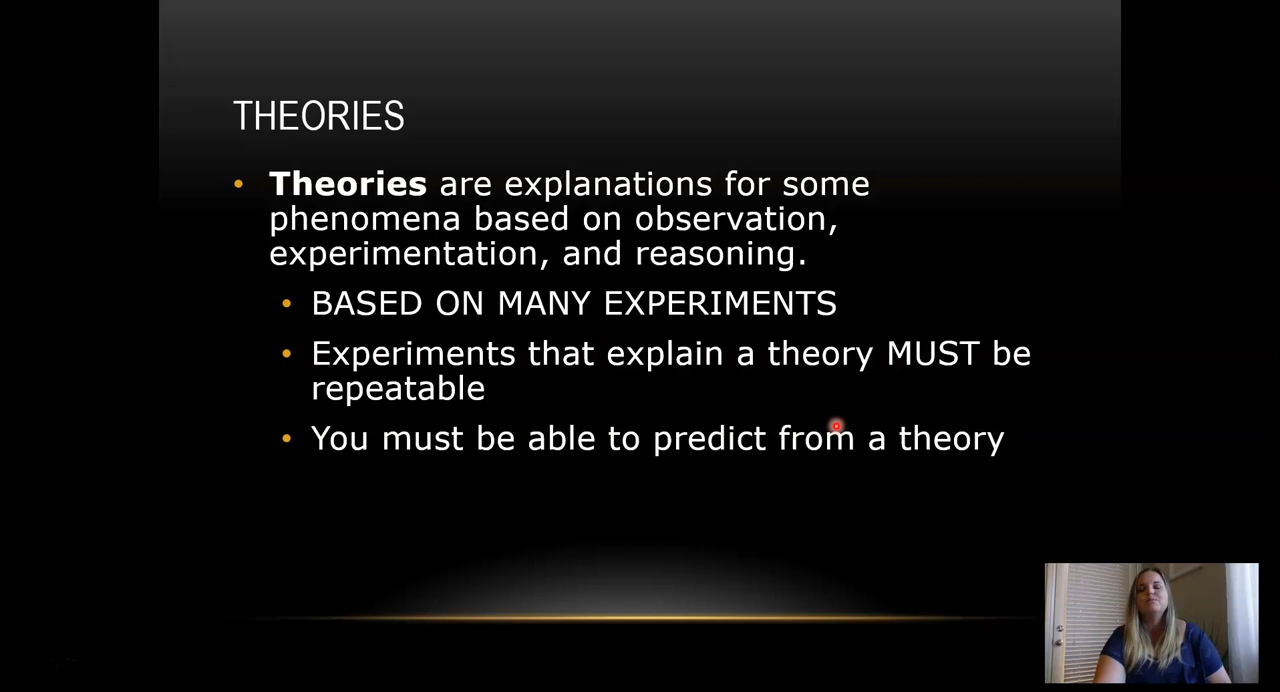 THEORIES
• Theories are explanations for some
phenomena based on observation,
experimentation, and reasoning.
• BASED ON MANY EXPERIMENTS
• Experiments that explain a theory MUST be
repeatable
• You must be able to predict from a theory